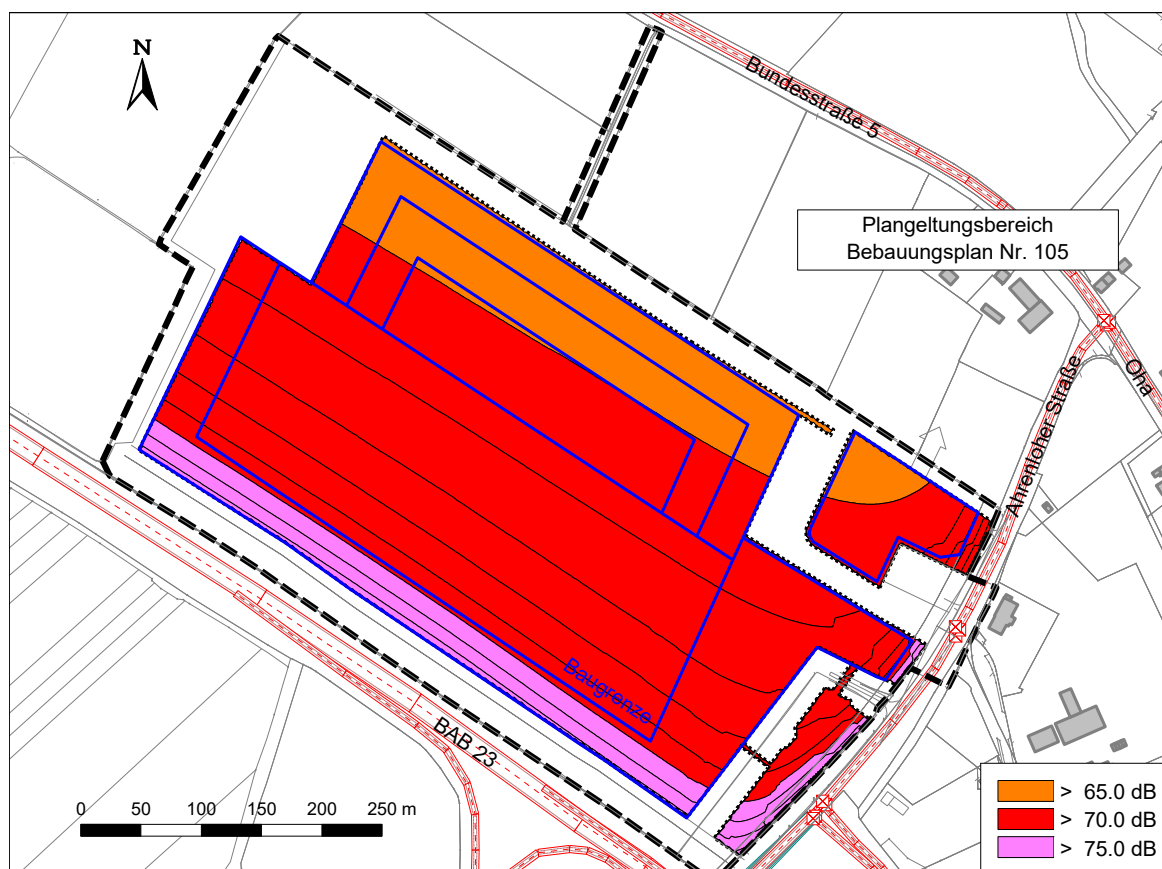 N
Bundesstraße 5
Plangeltungsbereich
Bebauungsplan Nr. 105
Oha
Ahrenloher Straße
Baugrenze
BAB 23
0 50 100 150 200 250 m
> 65.0 dB
> 70.0 dB
> 75.0 dB